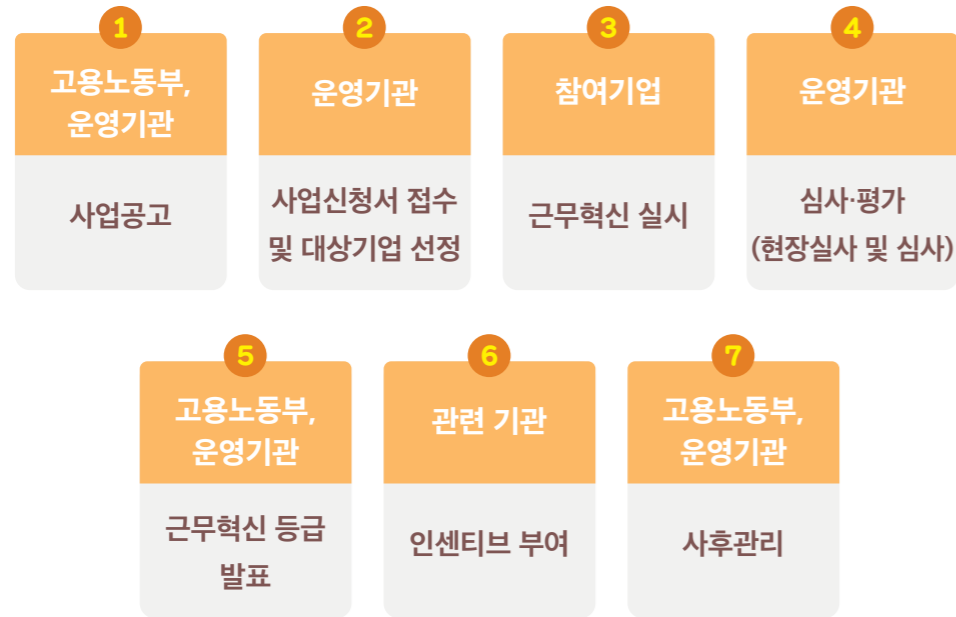 1
고용노동부,
운영기관
사업공고
2
운영기관
사업신청서 접수
및 대상기업 선정
3
참여기업
근무혁신 실시
4
운영기관
심사·평가
(현장실사 및 심사)
5
고용노동부,
운영기관
근무혁신 등급
발표
6
관련 기관
인센티브 부여
7
고용노동부,
운영기관
사후관리